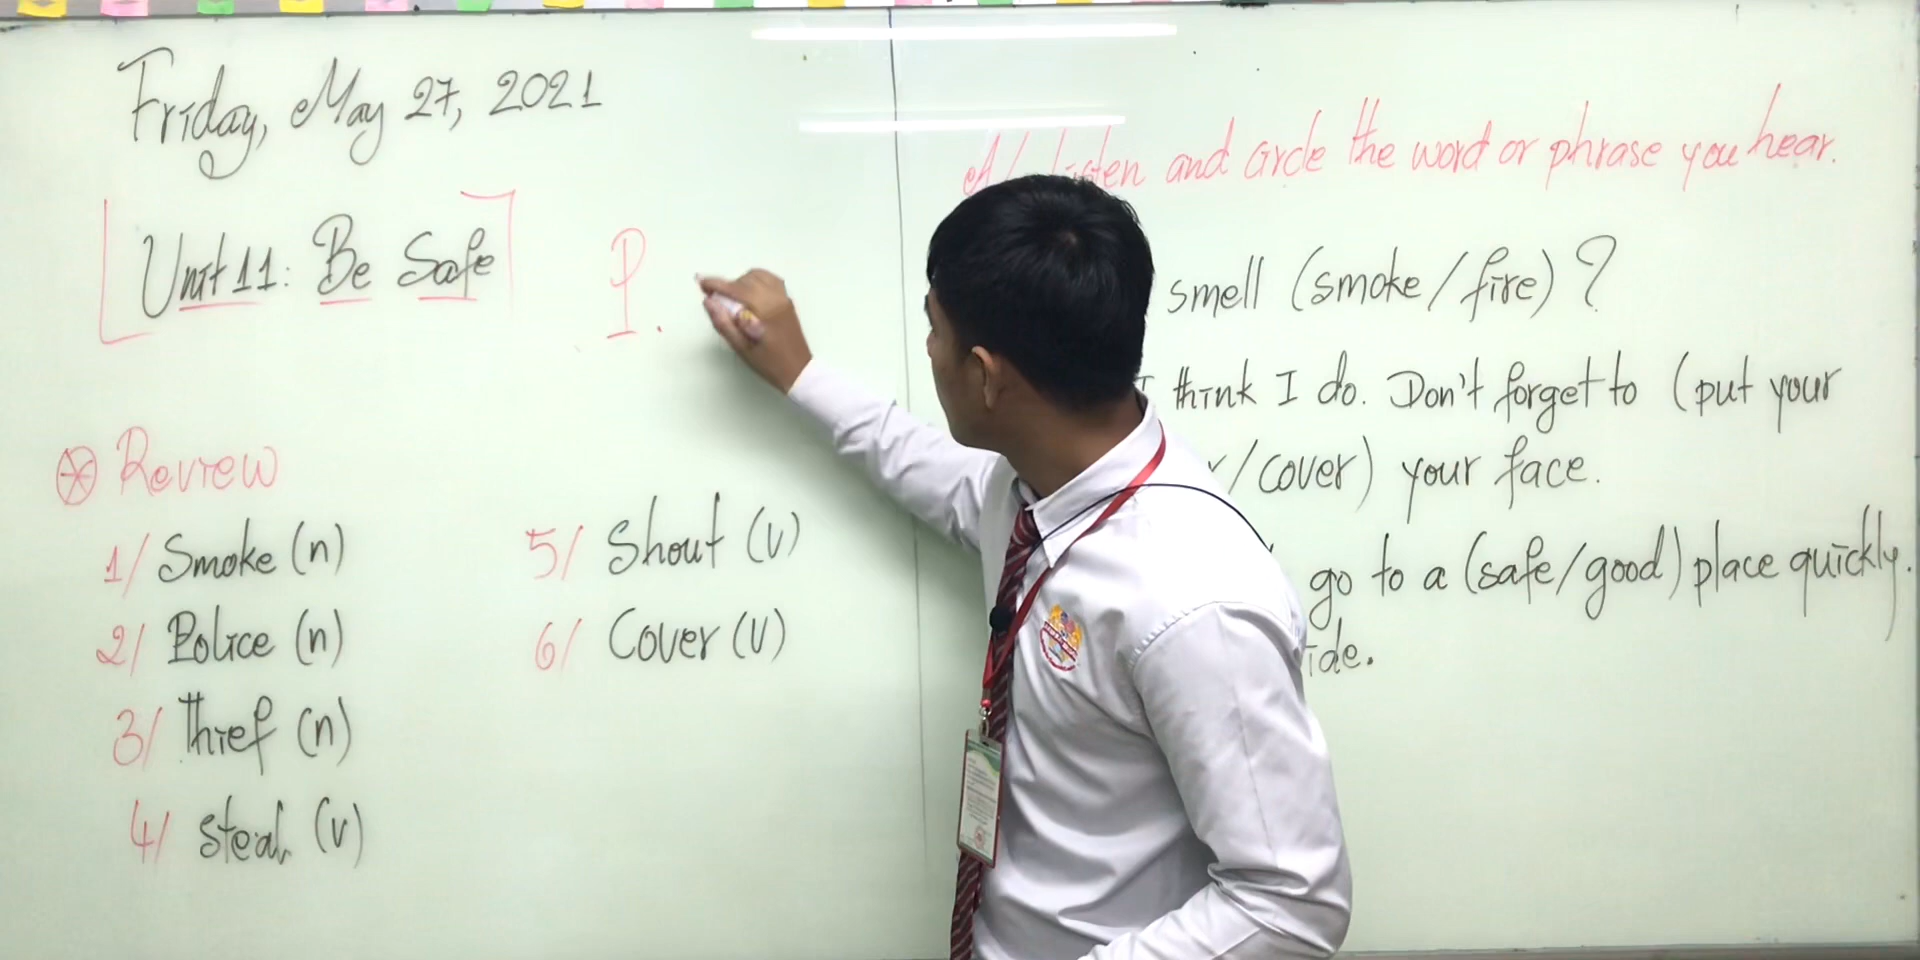 Friday, May 27, 2021
Unit 11: Be Safe
P.
Review
1/ Smoke (n)
2/ Police (n)
3/ Thief (n)
4/ steal (v)
5/ Shout (v)
6/ Cover (v)
A/ Listen and circle the word or phrase you hear.
smell (smoke/fire)?
I think I do. Don't forget to (put your
/cover) your face.
go to a (safe/good) place quickly.